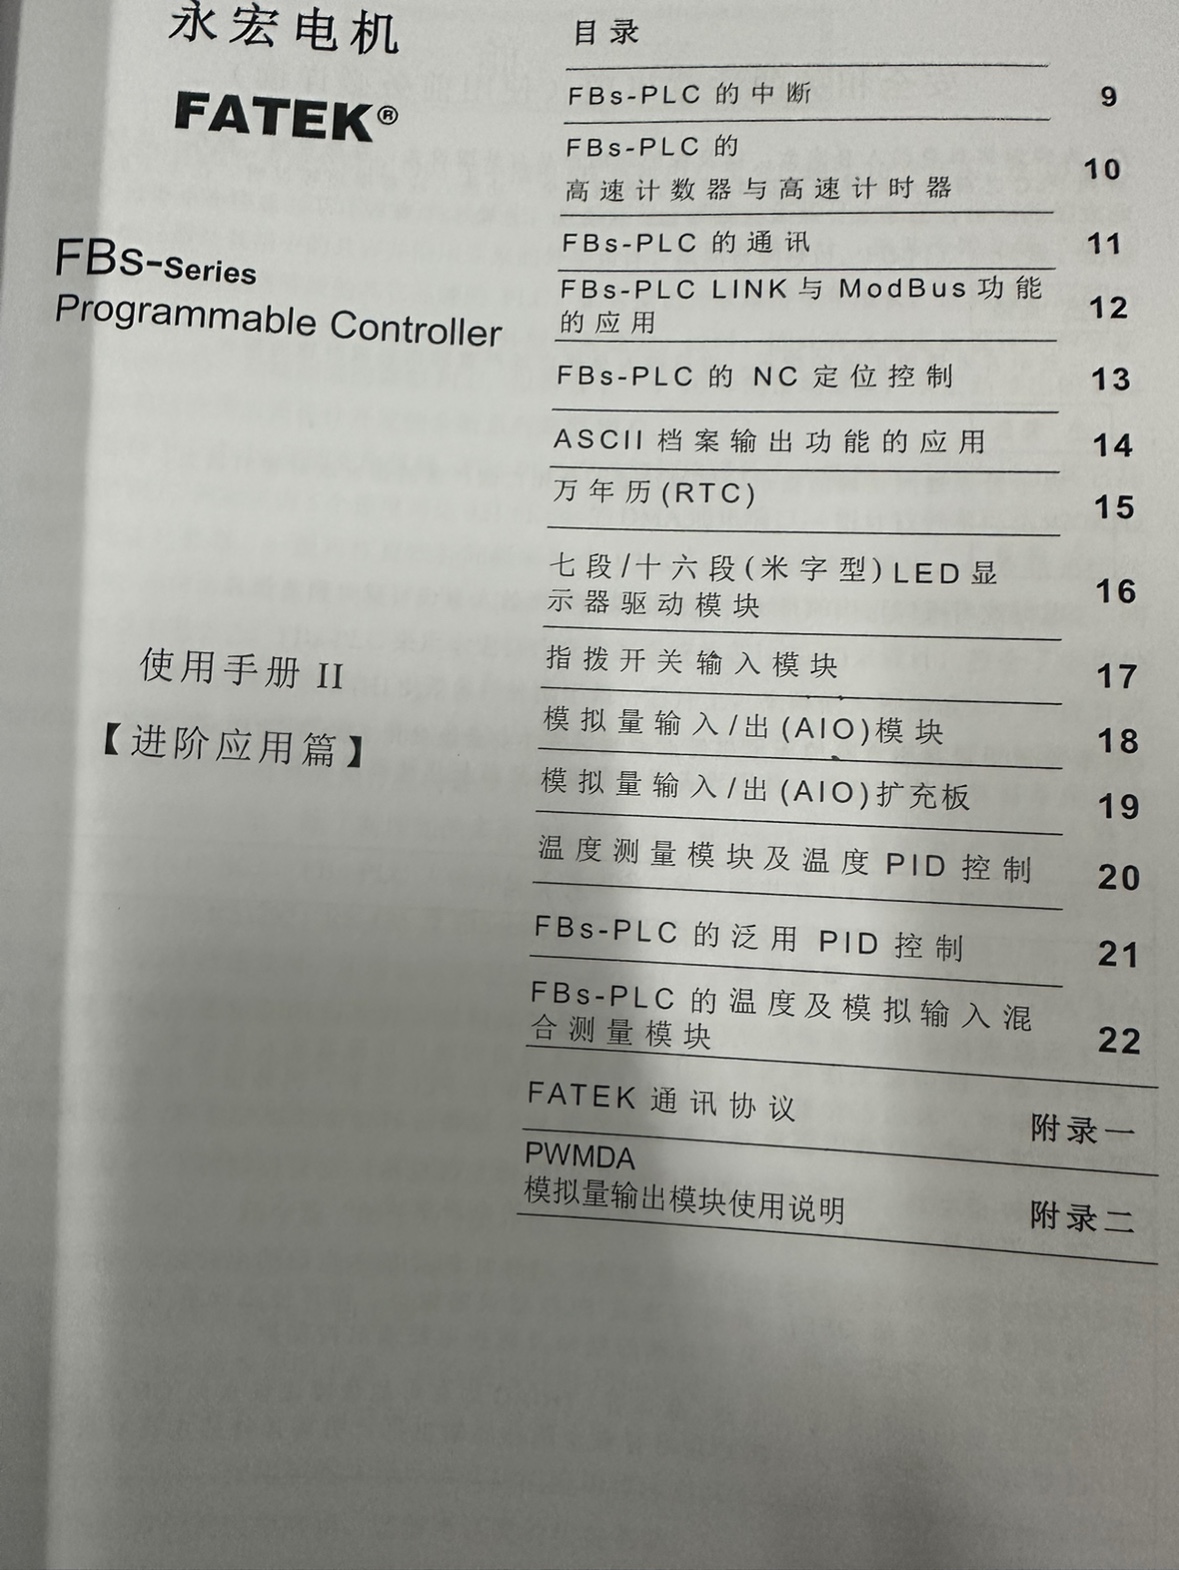 永宏电机
FATEK®
FBs-Series
Programmable Controller
使用手册 II
【进阶应用篇】
目录
FBs-PLC 的中断 9
FBs-PLC 的
高速计数器与高速计时器 10
FBs-PLC 的通讯 11
FBs-PLC LINK 与 ModBus 功能
的应用 12
FBs-PLC 的 NC 定位控制 13
ASCII 档案输出功能的应用 14
万年历(RTC) 15
七段/十六段(米字型)LED 显
示器驱动模块 16
指拨开关输入模块 17
模拟量输入/出(AIO)模块 18
模拟量输入/出(AIO)扩充板 19
温度测量模块及温度 PID 控制 20
FBs-PLC 的泛用 PID 控制 21
FBs-PLC 的温度及模拟输入混
合测量模块 22
FATEK 通讯协议 附录一
PWMDA
模拟量输出模块使用说明 附录二